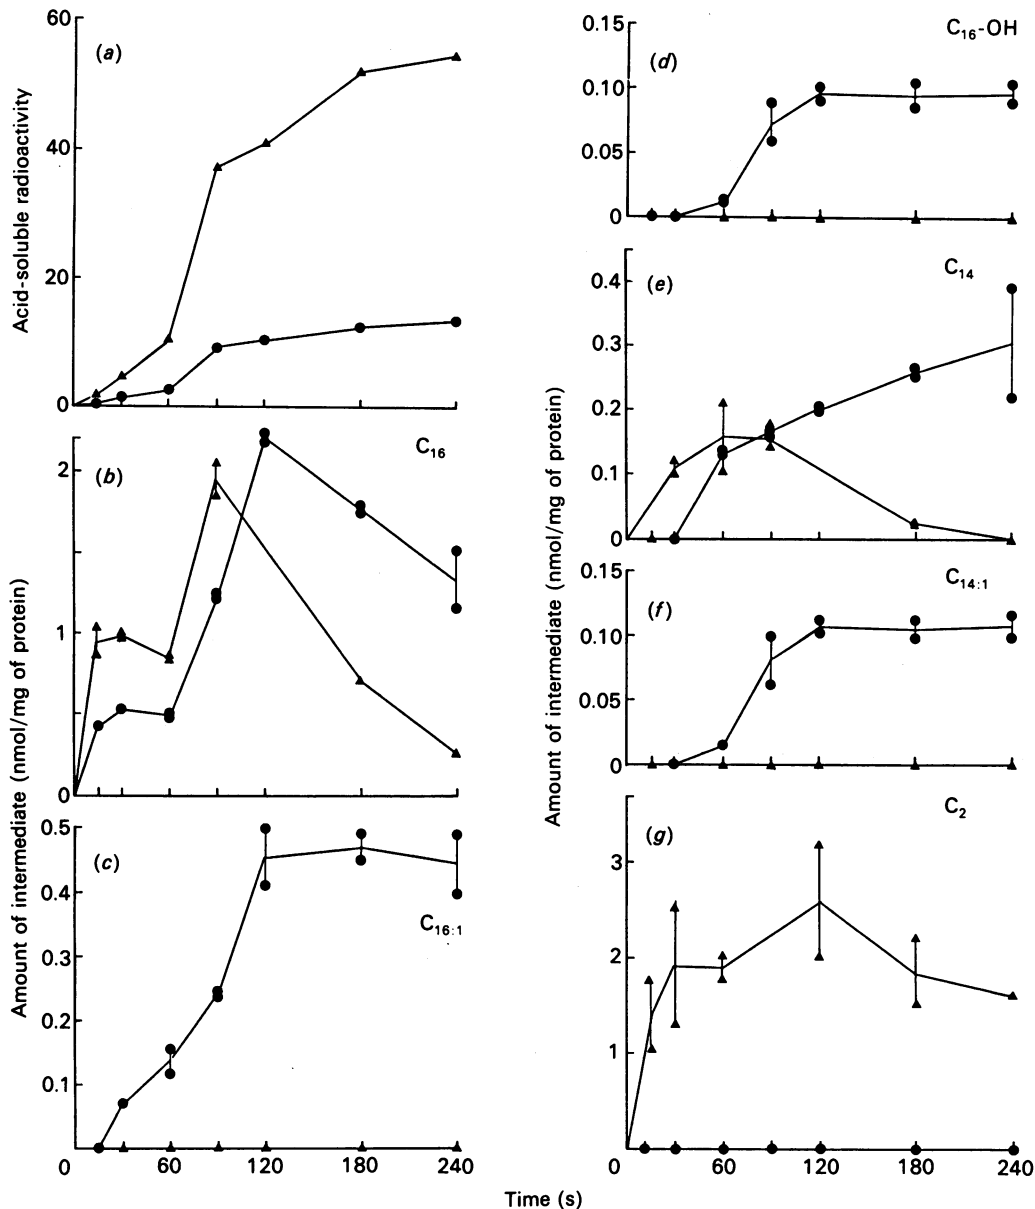 60
40
20
0
(a)
Acid-soluble radioactivity
2
1
0
(b)
C₁₆
0.5
0.4
0.3
0.2
0.1
0
(c)
C₁₆:₁
Amount of intermediate (nmol/mg of protein)
60
120
180
240
0.15
0.10
0.05
0
(d)
C₁₆-OH
0.4
0.3
0.2
0.1
0
(e)
C₁₄
0.15
0.10
0.05
0
(f)
C₁₄:₁
3
2
1
0
(g)
C₂
Amount of intermediate (nmol/mg of protein)
60
120
180
240
Time (s)